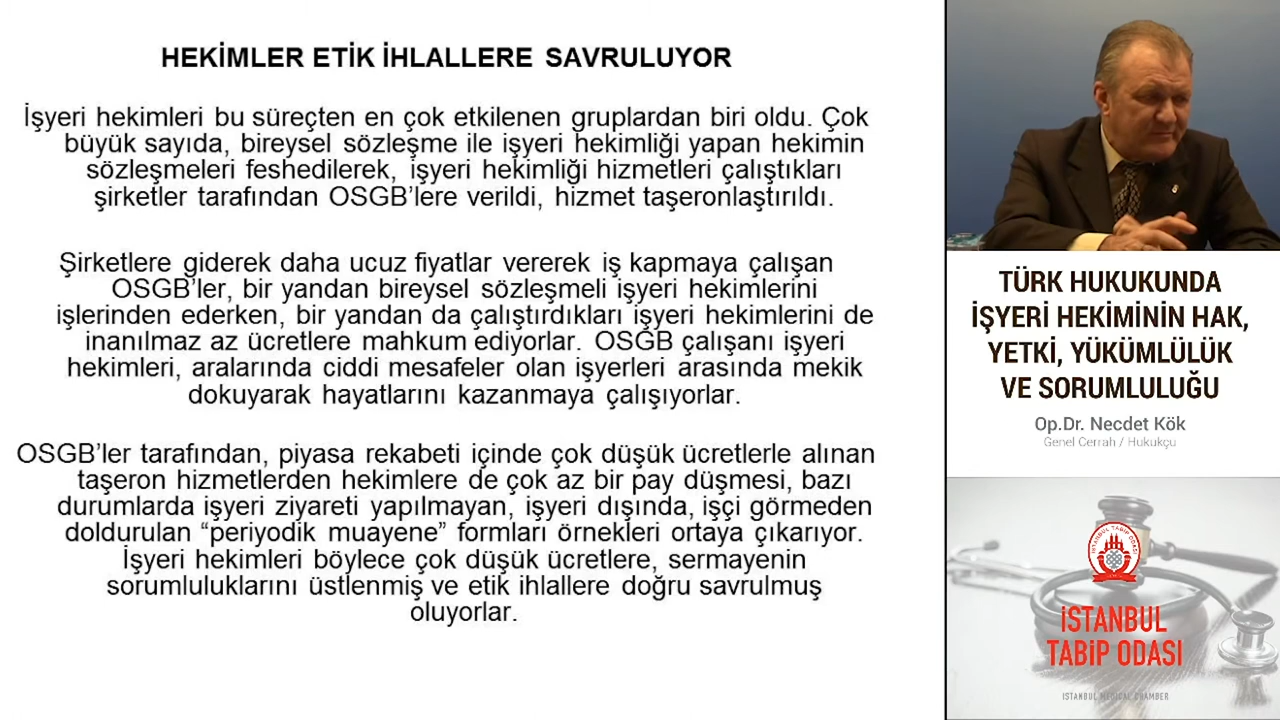 HEKİMLER ETİK İHLALLERE SAVRULUYOR
İşyeri hekimleri bu süreçten en çok etkilenen gruplardan biri oldu. Çok
büyük sayıda, bireysel sözleşme ile işyeri hekimliği yapan hekimin
sözleşmeleri feshedilerek, işyeri hekimliği hizmetleri çalıştıkları
şirketler tarafından OSGB'lere verildi, hizmet taşeronlaştırıldı.
Şirketlere giderek daha ucuz fiyatlar vererek iş kapmaya çalışan
OSGB'ler, bir yandan bireysel sözleşmeli işyeri hekimlerini
işlerinden ederken, bir yandan da çalıştırdıkları işyeri hekimlerini de
inanılmaz az ücretlere mahkum ediyorlar. OSGB çalışanı işyeri
hekimleri, aralarında ciddi mesafeler olan işyerleri arasında mekik
dokuyarak hayatlarını kazanmaya çalışıyorlar.
OSGB'ler tarafından, piyasa rekabeti içinde çok düşük ücretlerle alınan
taşeron hizmetlerden hekimlere de çok az bir pay düşmesi, bazı
durumlarda işyeri ziyareti yapılmayan, işyeri dışında, işçi görmeden
doldurulan “periyodik muayene” formları örnekleri ortaya çıkarıyor.
İşyeri hekimleri böylece çok düşük ücretlere, sermayenin
sorumluluklarını üstlenmiş ve etik ihlallere doğru savrulmuş
oluyorlar.
TÜRK HUKUKUNDA
İŞYERİ HEKİMİNİN HAK,
YETKİ, YÜKÜMLÜLÜK
VE SORUMLULUĞU
Op.Dr. Necdet Kök
Genel Cerrah / Hukukçu
İSTANBUL TABİP ODASI
İSTANBUL
TABİP ODASI
ISTANBUL MEDICAL CHAMBER